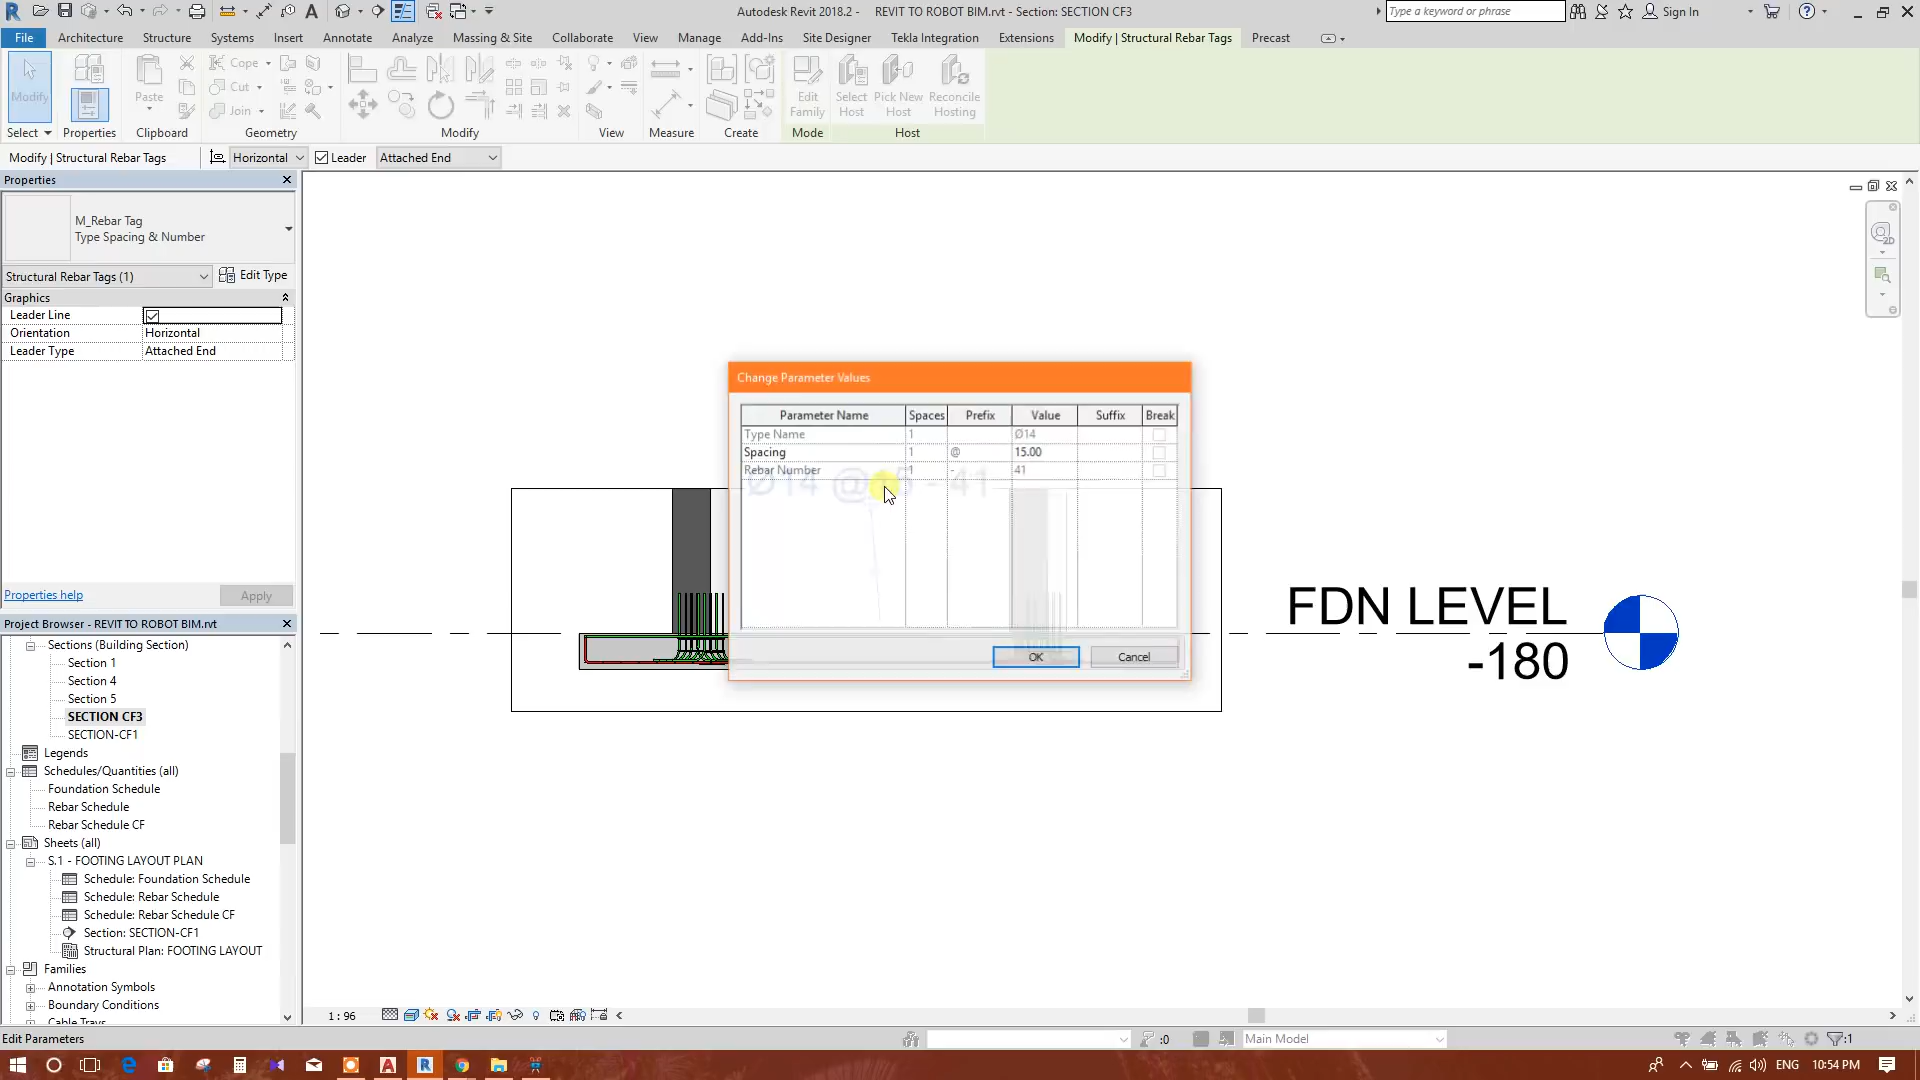 Autodesk Revit 2018.2 - REVIT TO ROBOT BIM.rvt - Section: SECTION CF3
Type a keyword or phrase
Sign In
File Architecture Structure Systems Insert Annotate Analyze Massing & Site Collaborate View Manage Add-Ins Site Designer Tekla Integration Extensions Modify | Structural Rebar Tags Precast
Modify
Paste
Cope
Cut
Join
Edit Family
Select Host
Pick New Host
Reconcile Hosting
Select Properties Clipboard Geometry Modify View Measure Create Mode Host
Modify | Structural Rebar Tags Horizontal Leader Attached End
Properties
M_Rebar Tag
Type Spacing & Number
Structural Rebar Tags (1) Edit Type
Graphics
Leader Line
Orientation Horizontal
Leader Type Attached End
Properties help Apply
Project Browser - REVIT TO ROBOT BIM.rvt
Sections (Building Section)
Section 1
Section 4
Section 5
SECTION CF3
SECTION-CF1
Legends
Schedules/Quantities (all)
Foundation Schedule
Rebar Schedule
Rebar Schedule CF
Sheets (all)
S.1 - FOOTING LAYOUT PLAN
Schedule: Foundation Schedule
Schedule: Rebar Schedule
Schedule: Rebar Schedule CF
Section: SECTION-CF1
Structural Plan: FOOTING LAYOUT
Families
Annotation Symbols
Boundary Conditions
Cable Trays
Change Parameter Values
Parameter Name Spaces Prefix Value Suffix Break
Type Name 1 Ø14
Spacing 1 @ 15.00
Rebar Number 1 - 41
Ø14 @15 - 41
OK Cancel
FDN LEVEL
-180
2D
1 : 96
Edit Parameters
:0
Main Model
:1
ENG 10:54 PM